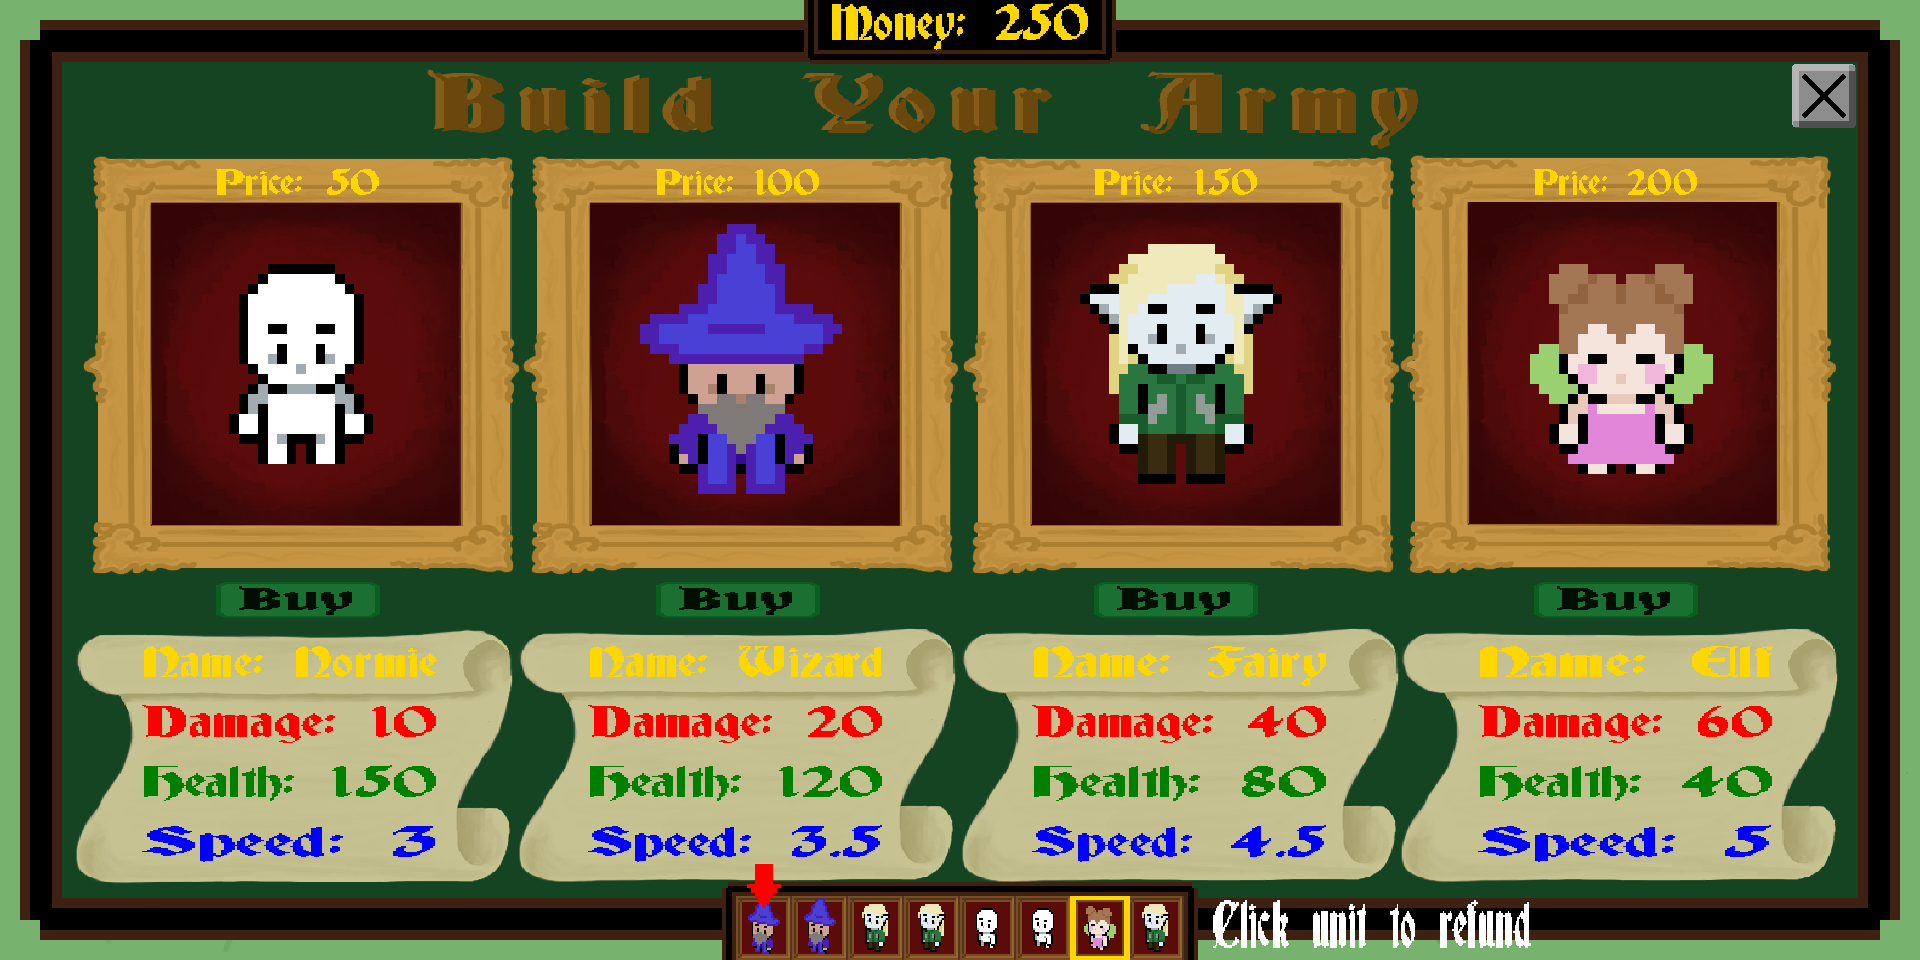 Money: 250
Build Your Army
Price: 50
Price: 100
Price: 150
Price: 200
Buy
Buy
Buy
Buy
Name: Normie
Damage: 10
Health: 150
Speed: 3
Name: Wizard
Damage: 20
Health: 120
Speed: 3.5
Name: Fairy
Damage: 40
Health: 80
Speed: 4.5
Name: Elf
Damage: 60
Health: 40
Speed: 5
Click unit to refund